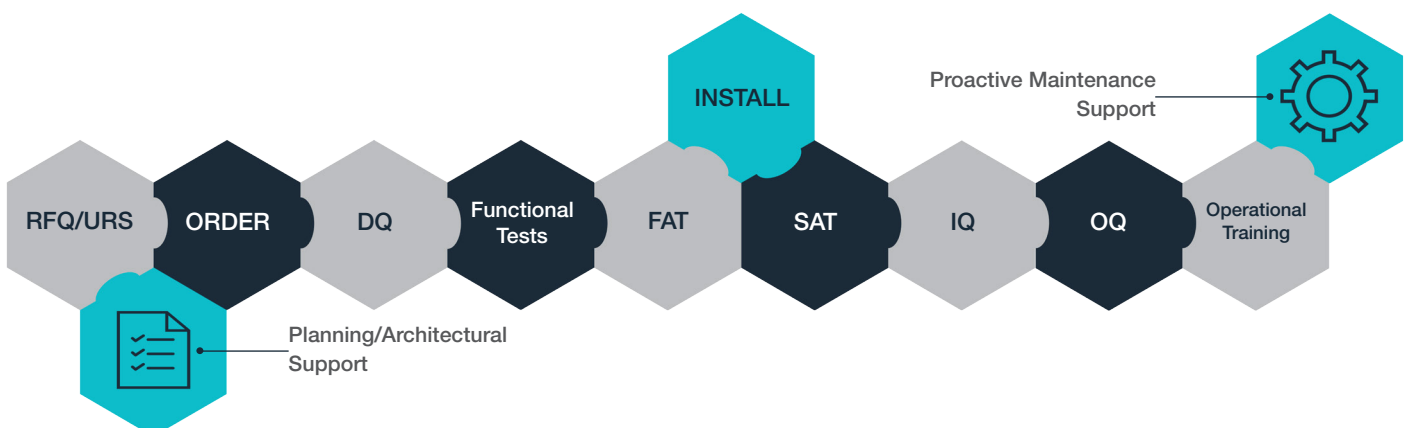 INSTALL
Proactive Maintenance
Support
RFQ/URS
ORDER
DQ
Functional
Tests
FAT
SAT
IQ
OQ
Operational
Training
Planning/Architectural
Support